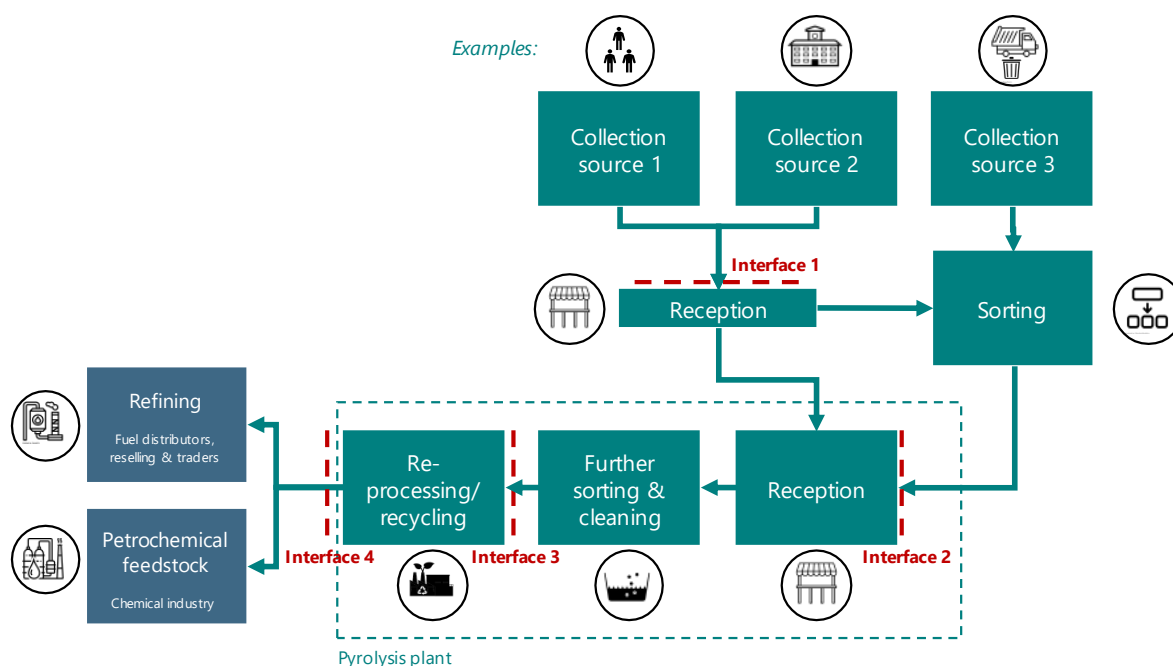 Examples:
Collection
source 1
Collection
source 2
Collection
source 3
Interface 1
Reception
Sorting
Refining
Fuel distributors,
reselling & traders
Re-
processing/
recycling
Further
sorting &
cleaning
Reception
Petrochemical
feedstock
Chemical industry
Interface 4
Interface 3
Interface 2
Pyrolysis plant